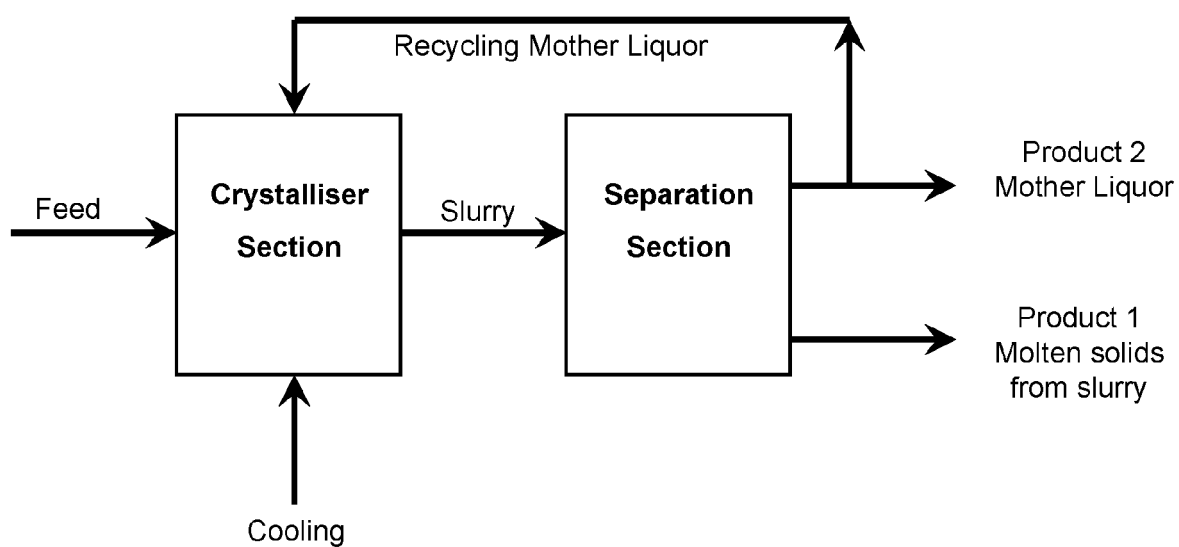 Recycling Mother Liquor
Feed
Crystalliser
Section
Slurry
Separation
Section
Product 2
Mother Liquor
Product 1
Molten solids
from slurry
Cooling